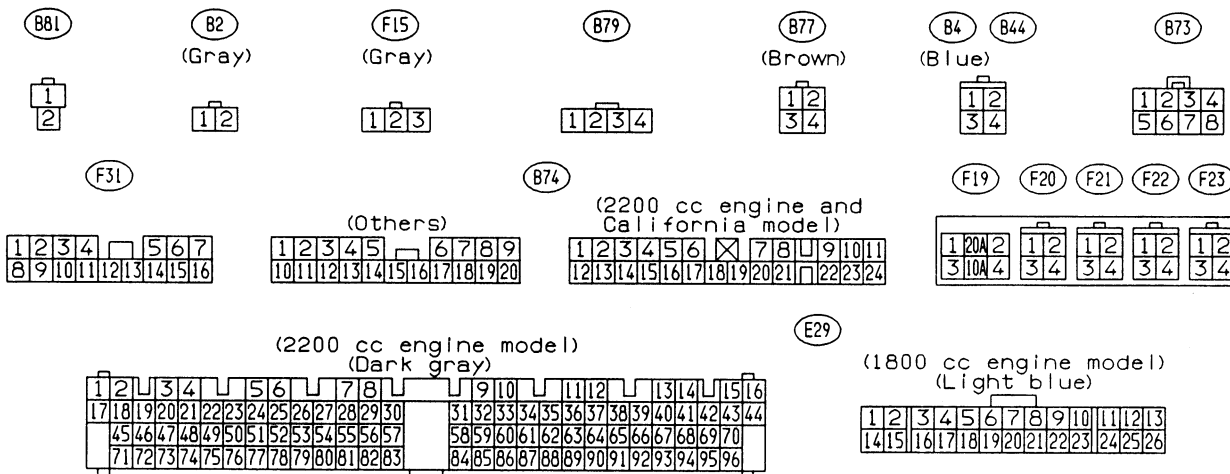 B81 B2 F15 B79 B77 B4 B44 B73
(Gray) (Gray) (Brown) (Blue)
1 2
1 2
1 2 3
1 2 3 4
1 2
3 4
1 2
3 4
1 2 3 4
5 6 7 8
F31 B74 F19 F20 F21 F22 F23
(Others)
(2200 cc engine and
California model)
1 2 3 4 5 6 7
8 9 10 11 12 13 14 15 16
1 2 3 4 5 6 7 8 9
10 11 12 13 14 15 16 17 18 19 20
1 2 3 4 5 6 7 8 9 10 11
12 13 14 15 16 17 18 19 20 21 22 23 24
1 20A 2 1 2 1 2 1 2 1 2
3 10A 4 3 4 3 4 3 4 3 4
E29
(2200 cc engine model)
(Dark gray)
1 2 3 4 5 6 7 8 9 10 11 12 13 14 15 16
17 18 19 20 21 22 23 24 25 26 27 28 29 30 31 32 33 34 35 36 37 38 39 40 41 42 43 44
45 46 47 48 49 50 51 52 53 54 55 56 57 58 59 60 61 62 63 64 65 66 67 68 69 70
71 72 73 74 75 76 77 78 79 80 81 82 83 84 85 86 87 88 89 90 91 92 93 94 95 96
(1800 cc engine model)
(Light blue)
1 2 3 4 5 6 7 8 9 10 11 12 13
14 15 16 17 18 19 20 21 22 23 24 25 26